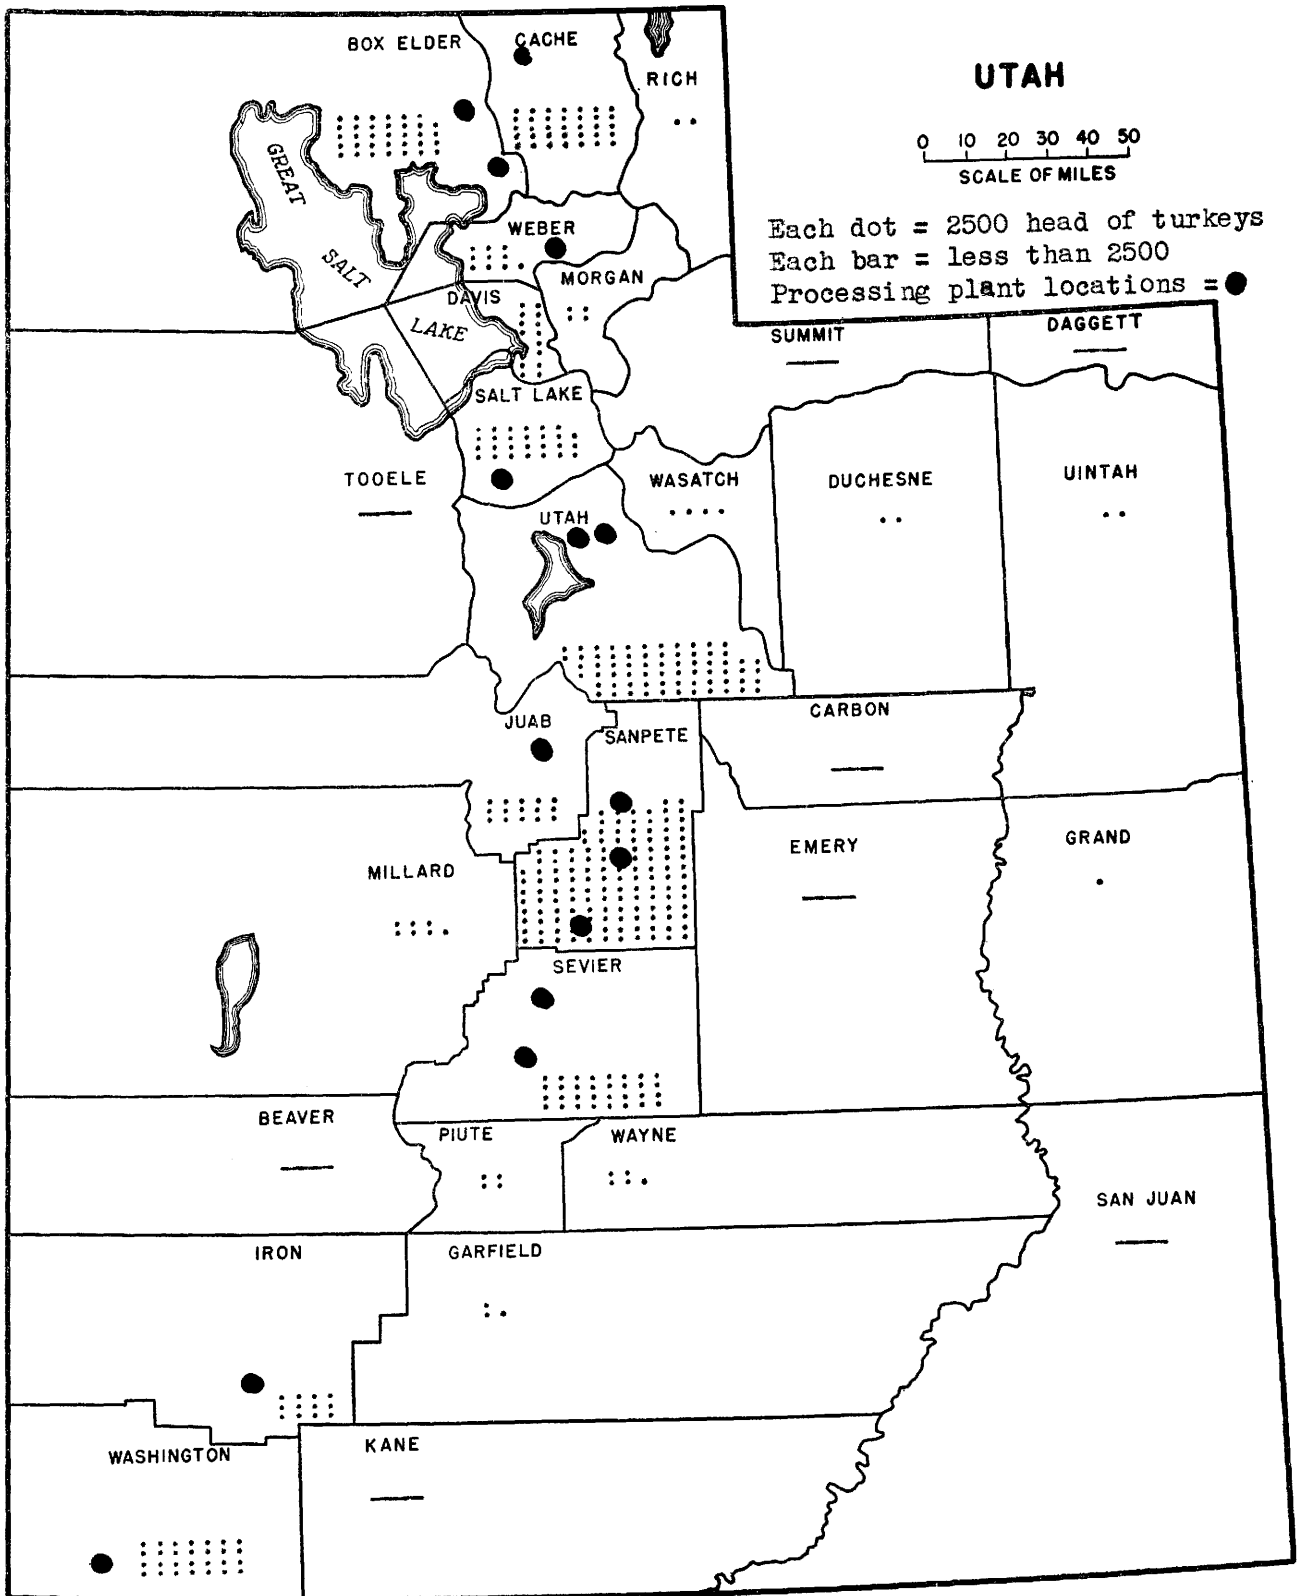 BOX ELDER
CACHE
RICH
UTAH
0 10 20 30 40 50
SCALE OF MILES
Each dot = 2500 head of turkeys
Each bar = less than 2500
Processing plant locations =
GREAT
SALT
LAKE
WEBER
MORGAN
DAVIS
SUMMIT
DAGGETT
SALT LAKE
TOOELE
WASATCH
DUCHESNE
UINTAH
UTAH
JUAB
SANPETE
CARBON
MILLARD
EMERY
GRAND
SEVIER
BEAVER
PIUTE
WAYNE
SAN JUAN
IRON
GARFIELD
WASHINGTON
KANE